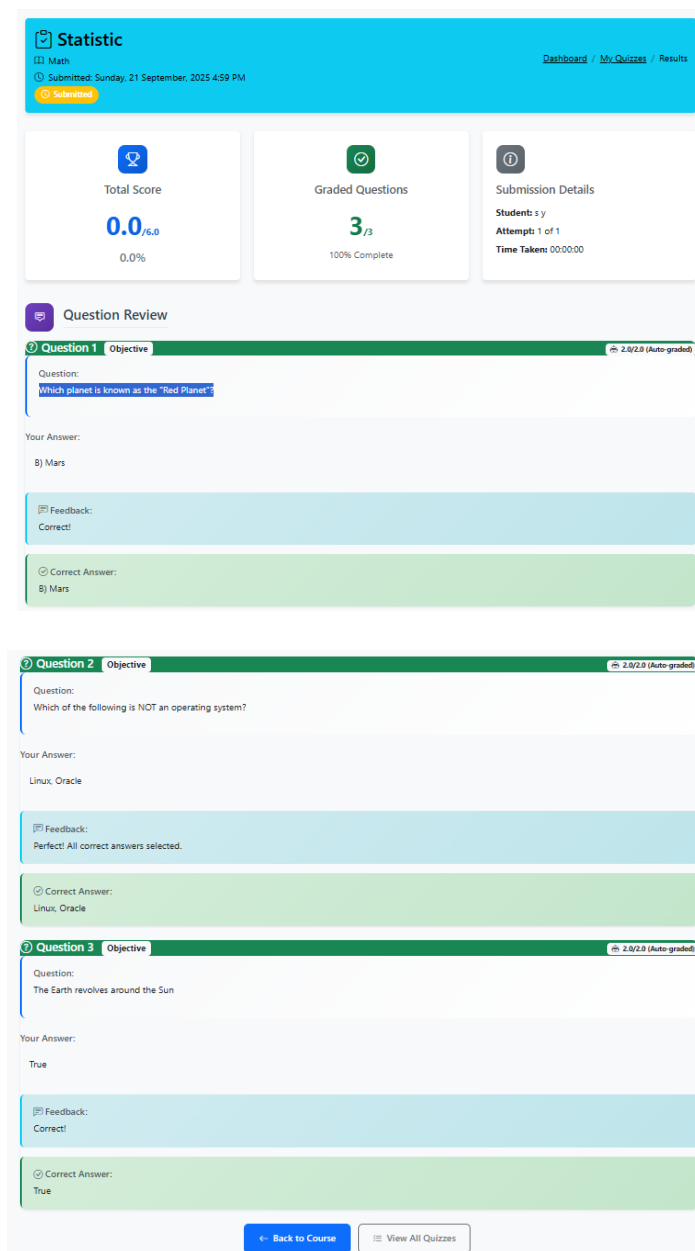 Statistic
Math
Submitted: Sunday, 21 September, 2025 4:59 PM
Submitted
Dashboard / My Quizzes / Results
Total Score
0.0/6.0
0.0%
Graded Questions
3/3
100% Complete
Submission Details
Student: s y
Attempt: 1 of 1
Time Taken: 00:00:00
Question Review
Question 1 Objective 2.0/2.0 (Auto-graded)
Question:
Which planet is known as the "Red Planet"?
Your Answer:
B) Mars
Feedback:
Correct!
Correct Answer:
B) Mars
Question 2 Objective 2.0/2.0 (Auto-graded)
Question:
Which of the following is NOT an operating system?
Your Answer:
Linux, Oracle
Feedback:
Perfect! All correct answers selected.
Correct Answer:
Linux, Oracle
Question 3 Objective 2.0/2.0 (Auto-graded)
Question:
The Earth revolves around the Sun
Your Answer:
True
Feedback:
Correct!
Correct Answer:
True
← Back to Course View All Quizzes